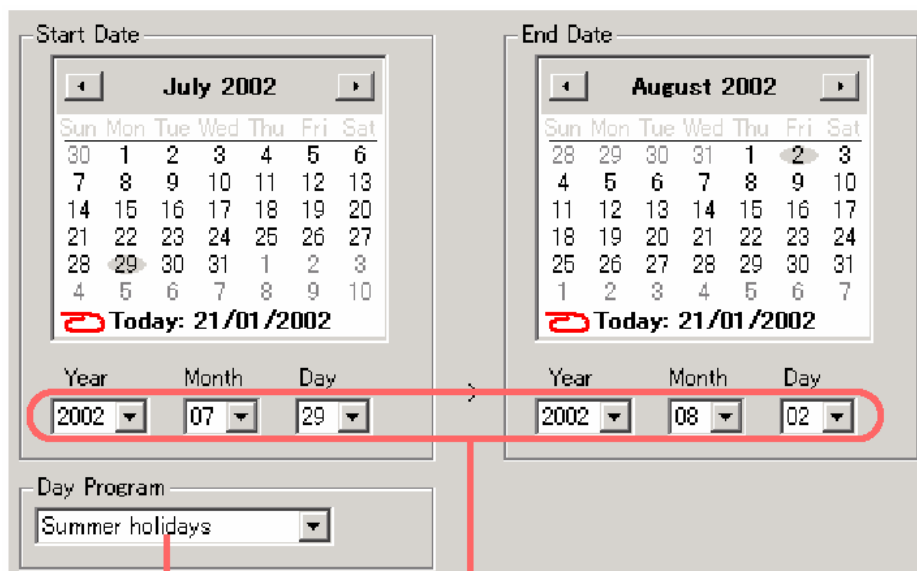 Start Date
July 2002
Sun Mon Tue Wed Thu Fri Sat
30 1 2 3 4 5 6
7 8 9 10 11 12 13
14 15 16 17 18 19 20
21 22 23 24 25 26 27
28 29 30 31 1 2 3
4 5 6 7 8 9 10
Today: 21/01/2002
Year Month Day
2002 07 29
End Date
August 2002
Sun Mon Tue Wed Thu Fri Sat
28 29 30 31 1 2 3
4 5 6 7 8 9 10
11 12 13 14 15 16 17
18 19 20 21 22 23 24
25 26 27 28 29 30 31
1 2 3 4 5 6 7
Today: 21/01/2002
Year Month Day
2002 08 02
Day Program
Summer holidays